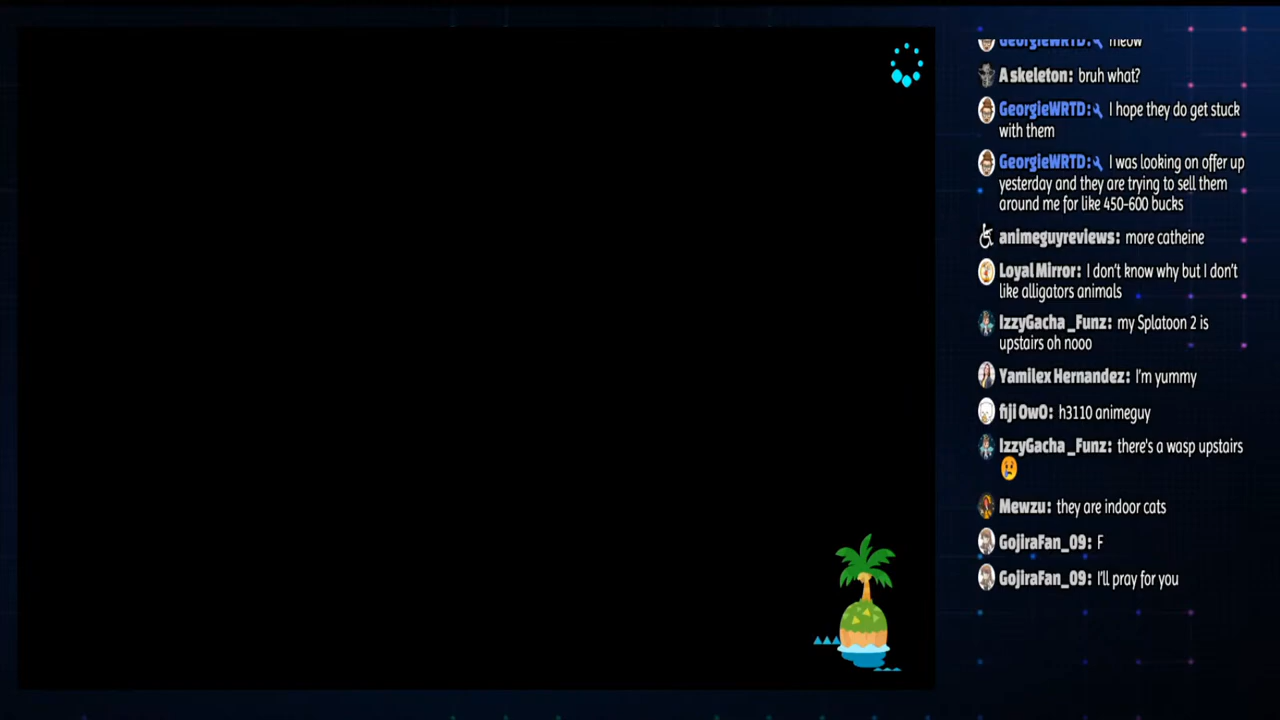 GeorgieWRTD: meow
A skeleton: bruh what?
GeorgieWRTD: I hope they do get stuck
with them
GeorgieWRTD: I was looking on offer up
yesterday and they are trying to sell them
around me for like 450-600 bucks
animeguyreviews: more catheine
Loyal Mirror: I don't know why but I don't
like alligators animals
IzzyGacha_Funz: my Splatoon 2 is
upstairs oh nooo
Yamilex Hernandez: I'm yummy
fiji OwO: h3110 animeguy
IzzyGacha_Funz: there's a wasp upstairs
😢
Mewzu: they are indoor cats
GojiraFan_09: F
GojiraFan_09: I'll pray for you